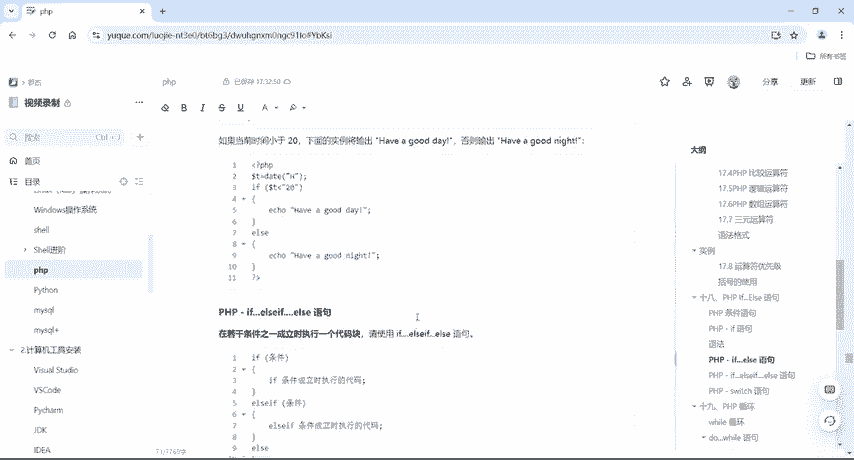 php
yuque.com/luojie-nt3e0/bt6bg3/dwuhgnxm0ngc91fo#YbKsi
所有书签
视频录制
php
已保存 17:32:50
分享
更新
搜索
Ctrl + J
首页
目录
Windows操作系统
shell
Shell进阶
php
Python
mysql
mysql+
2.计算机工具安装
Visual Studio
VSCode
Pycharm
JDK
IDEA
如果当前时间小于 20，下面的实例将输出 "Have a good day!"，否则输出 "Have a good night!"：
1 <?php
2 $t=date("H");
3 if ($t<"20")
4 {
5 echo "Have a good day!";
6 }
7 else
8 {
9 echo "Have a good night!";
10 }
11 ?>
PHP - if...elseif....else 语句
在若干条件之一成立时执行一个代码块，请使用 if....elseif...else 语句。
1 if (条件)
2 {
3 if 条件成立时执行的代码;
4 }
5 elseif (条件)
6 {
7 elseif 条件成立时执行的代码;
8 }
9 else
大纲
17.4PHP 比较运算符
17.5PHP 逻辑运算符
17.6PHP 数组运算符
17.7 三元运算符
语法格式
实例
17.8 运算符优先级
括号的使用
十八、PHP If...Else 语句
PHP 条件语句
PHP - if 语句
语法
PHP - if...else 语句
PHP - if...elseif....else 语句
PHP - switch 语句
十九、PHP 循环
while 循环
do...while 语句